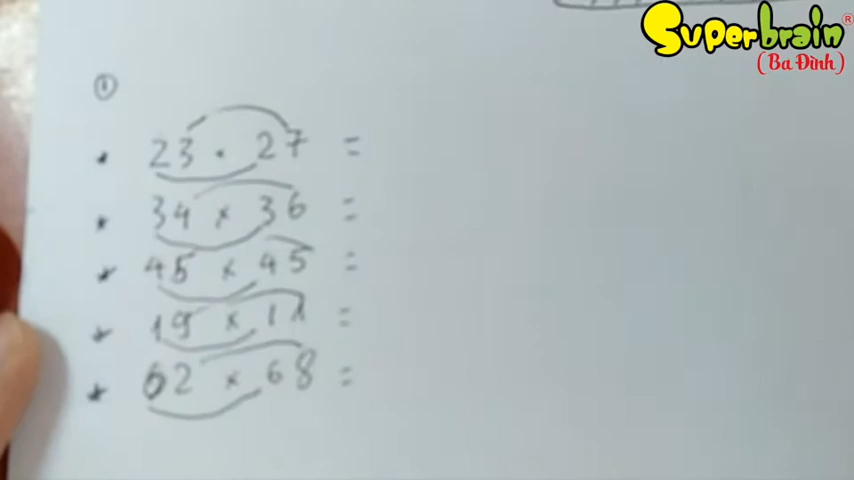 Superbrain®
(Ba Đình)
①
* 23 . 27 =
* 34 x 36 =
* 45 x 45 =
* 19 x 11 =
* 62 x 68 =